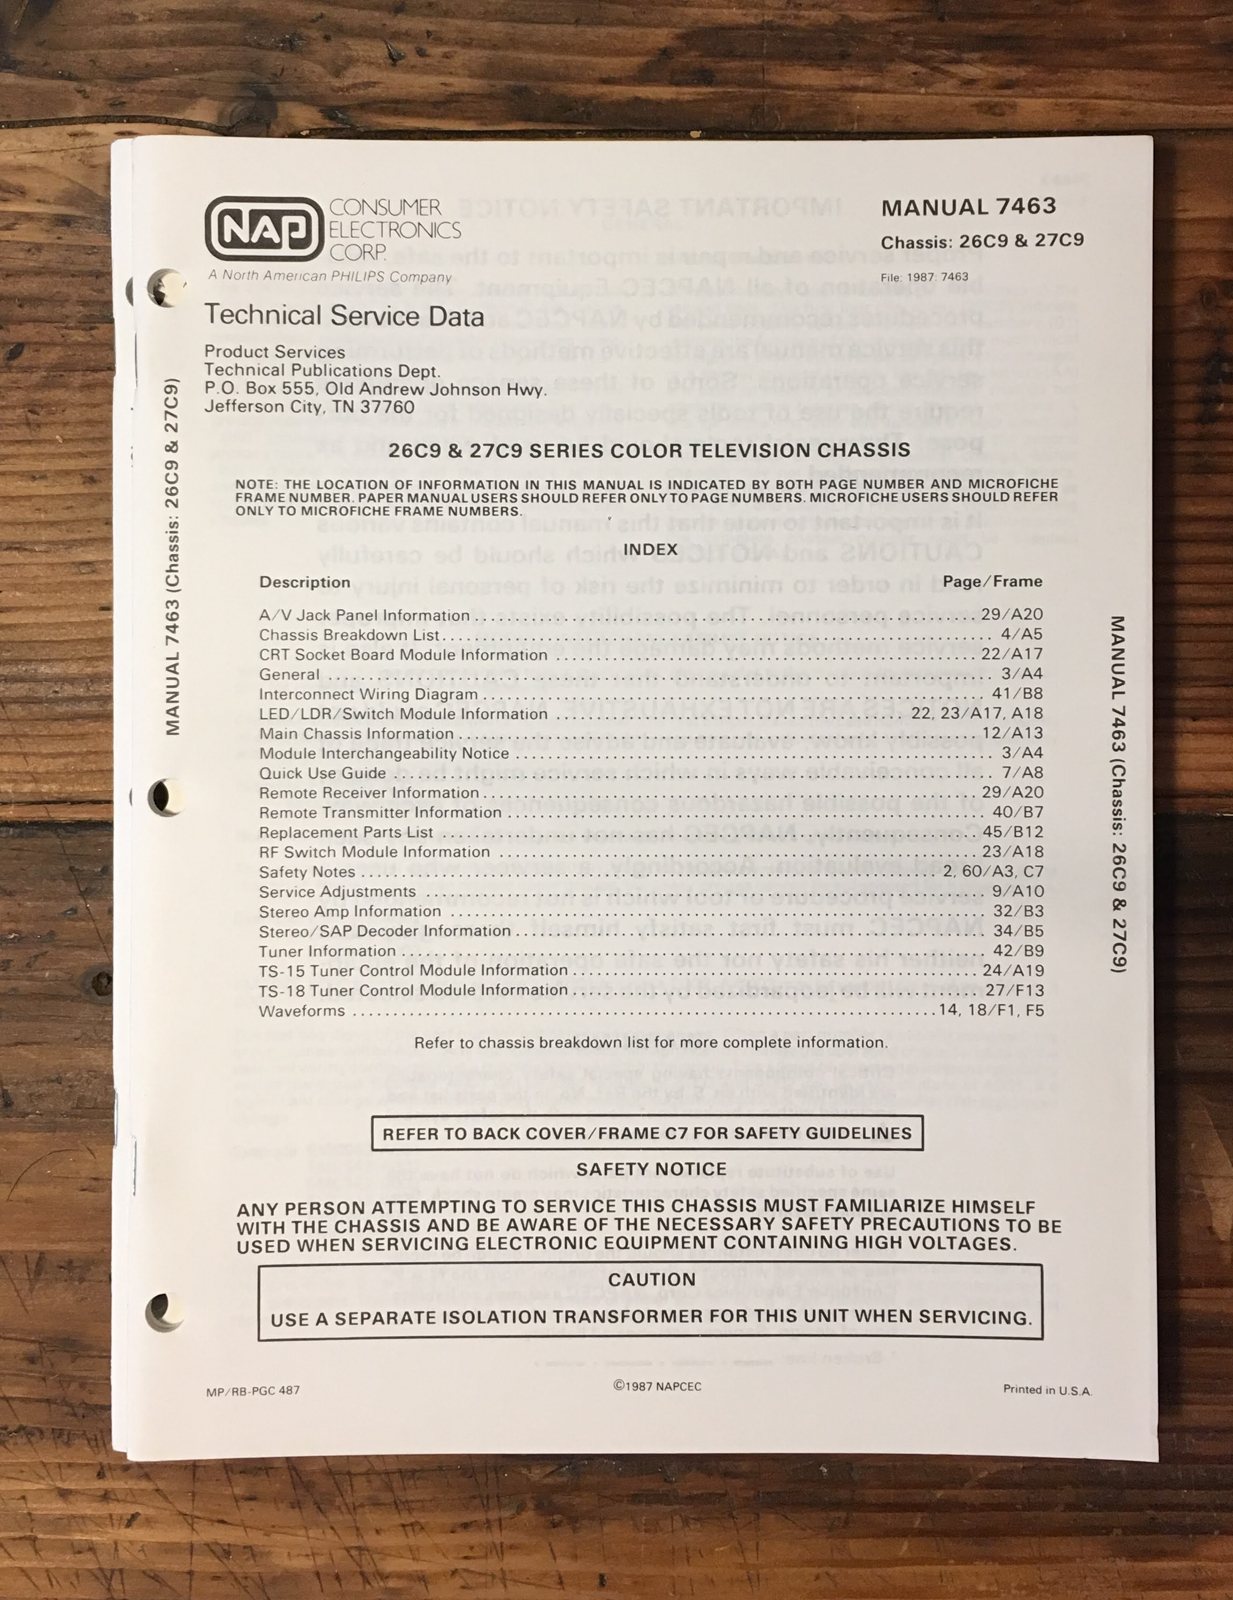 NAP
CONSUMER
ELECTRONICS
CORP.
A North American PHILIPS Company
MANUAL 7463
Chassis: 26C9 & 27C9
File: 1987 7463
Technical Service Data
Product Services
Technical Publications Dept.
P.O. Box 555, Old Andrew Johnson Hwy.
Jefferson City, TN 37760
MANUAL 7463 (Chassis: 26C9 & 27C9)
26C9 & 27C9 SERIES COLOR TELEVISION CHASSIS
NOTE: THE LOCATION OF INFORMATION IN THIS MANUAL IS INDICATED BY BOTH PAGE NUMBER AND MICROFICHE
FRAME NUMBER. PAPER MANUAL USERS SHOULD REFER ONLY TO PAGE NUMBERS. MICROFICHE USERS SHOULD REFER
ONLY TO MICROFICHE FRAME NUMBERS.
INDEX
Description Page/Frame
A/V Jack Panel Information 29/A20
Chassis Breakdown List 4/A5
CRT Socket Board Module Information 22/A17
General 3/A4
Interconnect Wiring Diagram 41/B8
LED/LDR/Switch Module Information 22, 23/A17, A18
Main Chassis Information 12/A13
Module Interchangeability Notice 3/A4
Quick Use Guide 7/A8
Remote Receiver Information 29/A20
Remote Transmitter Information 40/B7
Replacement Parts List 45/B12
RF Switch Module Information 23/A18
Safety Notes 2, 60/A3, C7
Service Adjustments 9/A10
Stereo Amp Information 32/B3
Stereo/SAP Decoder Information 34/B5
Tuner Information 42/B9
TS-15 Tuner Control Module Information 24/A19
TS-18 Tuner Control Module Information 27/F13
Waveforms 14, 18/F1, F5
MANUAL 7463 (Chassis: 26C9 & 27C9)
Refer to chassis breakdown list for more complete information.
REFER TO BACK COVER/FRAME C7 FOR SAFETY GUIDELINES
SAFETY NOTICE
ANY PERSON ATTEMPTING TO SERVICE THIS CHASSIS MUST FAMILIARIZE HIMSELF
WITH THE CHASSIS AND BE AWARE OF THE NECESSARY SAFETY PRECAUTIONS TO BE
USED WHEN SERVICING ELECTRONIC EQUIPMENT CONTAINING HIGH VOLTAGES.
CAUTION
USE A SEPARATE ISOLATION TRANSFORMER FOR THIS UNIT WHEN SERVICING.
MP/RB-PGC 487
©1987 NAPCEC
Printed in U.S.A.